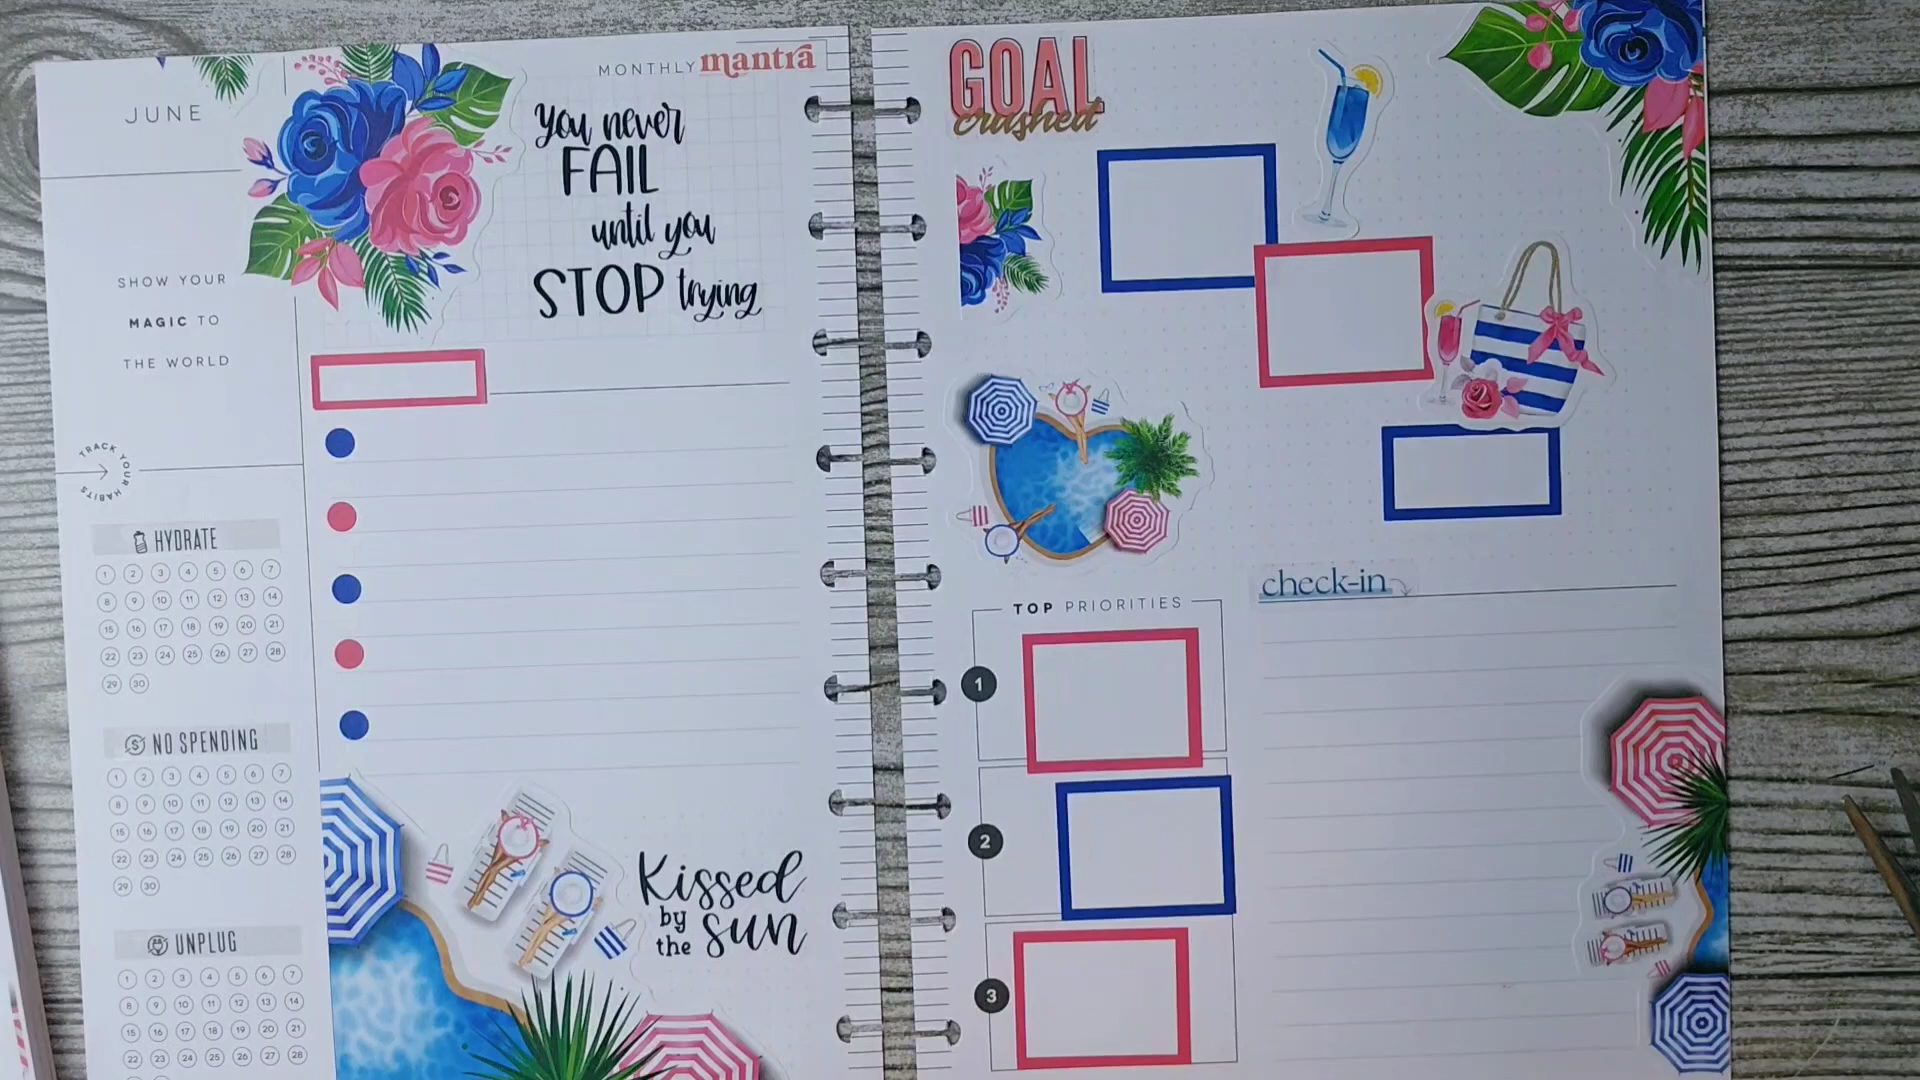 JUNE
SHOW YOUR
MAGIC TO
THE WORLD
TRACK YOUR HABITS
HYDRATE
1 2 3 4 5 6 7
8 9 10 11 12 13 14
15 16 17 18 19 20 21
22 23 24 25 26 27 28
29 30
NO SPENDING
1 2 3 4 5 6 7
8 9 10 11 12 13 14
15 16 17 18 19 20 21
22 23 24 25 26 27 28
29 30
UNPLUG
1 2 3 4 5 6 7
8 9 10 11 12 13 14
15 16 17 18 19 20 21
22 23 24 25 26 27 28
MONTHLY mantra
you never
FAIL
until you
STOP trying
Kissed
by
the sun
GOAL
crushed
TOP PRIORITIES
1
2
3
check-in